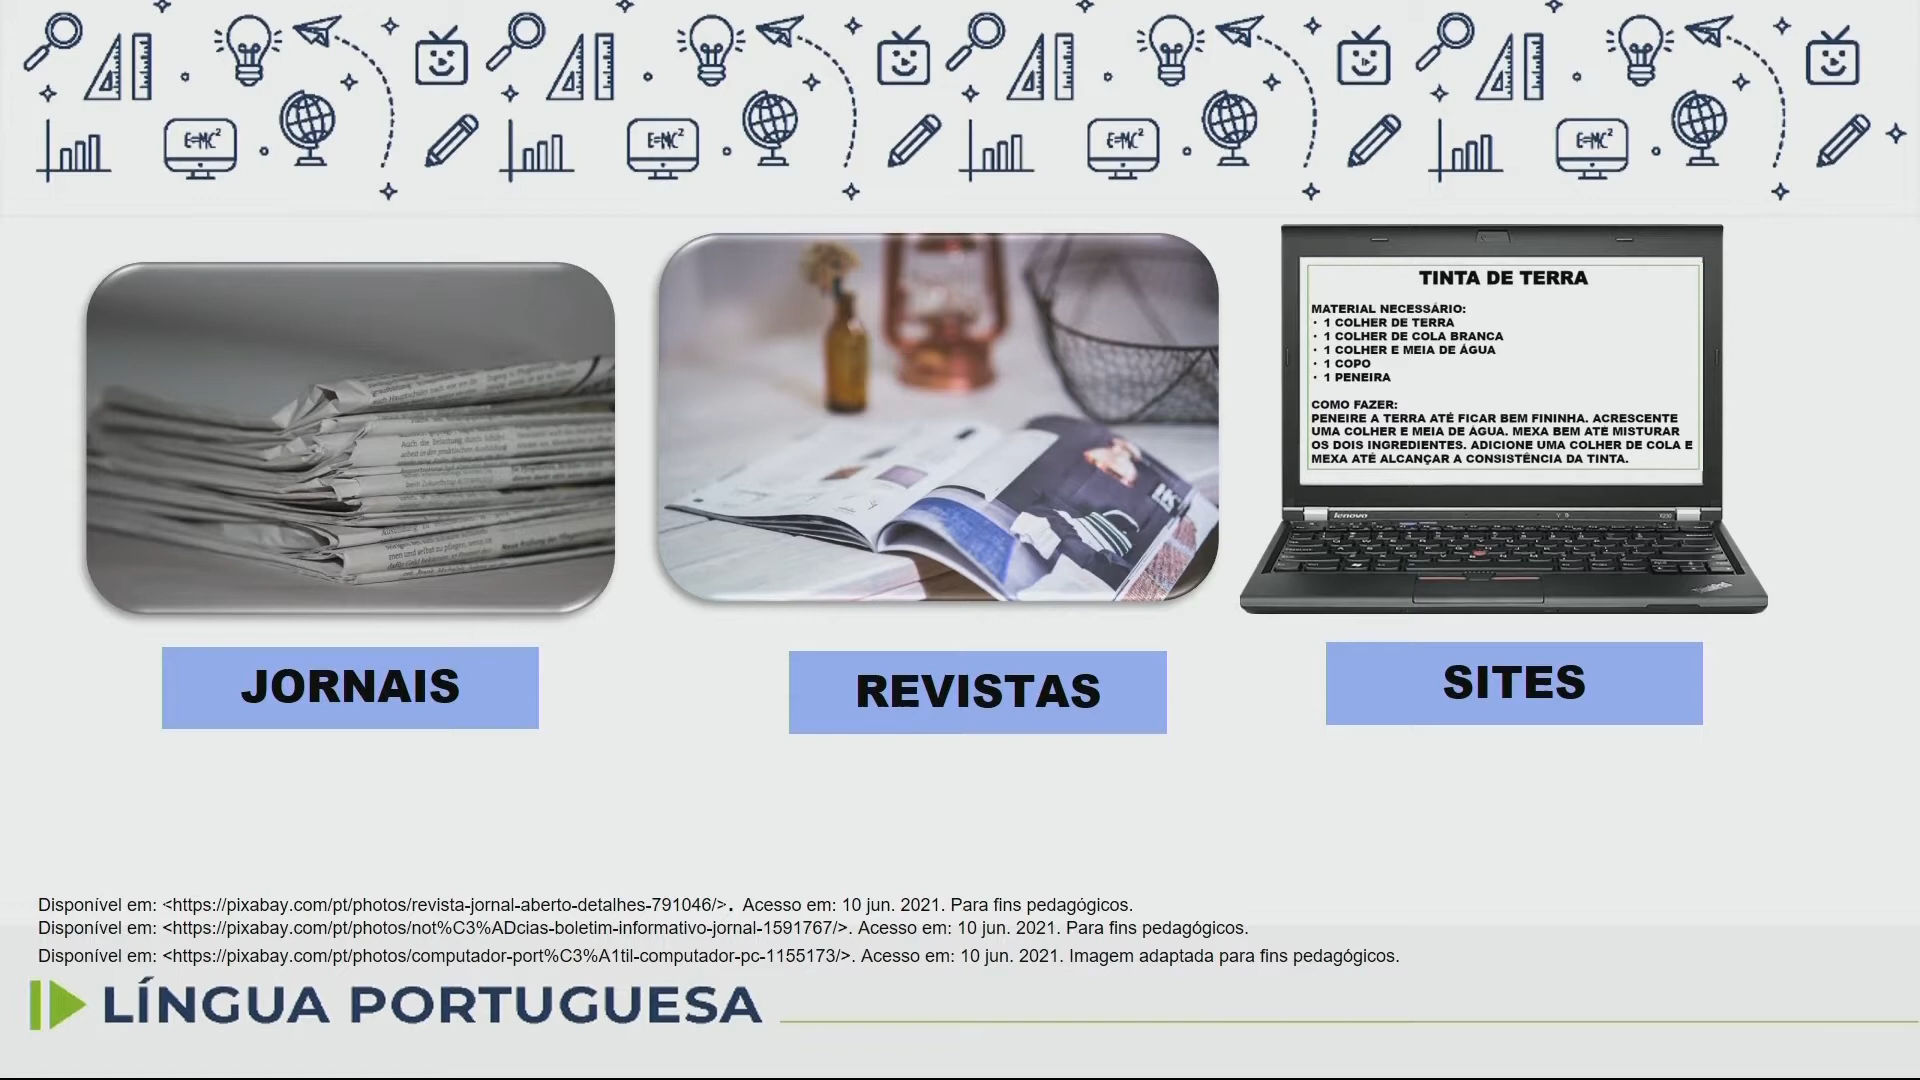 E=MC²
E=MC²
E=MC²
E=MC²
TINTA DE TERRA
MATERIAL NECESSÁRIO:
• 1 COLHER DE TERRA
• 1 COLHER DE COLA BRANCA
• 1 COLHER E MEIA DE ÁGUA
• 1 COPO
• 1 PENEIRA
COMO FAZER:
PENEIRE A TERRA ATÉ FICAR BEM FININHA. ACRESCENTE
UMA COLHER E MEIA DE ÁGUA. MEXA BEM ATÉ MISTURAR
OS DOIS INGREDIENTES. ADICIONE UMA COLHER DE COLA E
MEXA ATÉ ALCANÇAR A CONSISTÊNCIA DA TINTA.
lenovo
JORNAIS
REVISTAS
SITES
Disponível em: <https://pixabay.com/pt/photos/revista-jornal-aberto-detalhes-791046/>. Acesso em: 10 jun. 2021. Para fins pedagógicos.
Disponível em: <https://pixabay.com/pt/photos/not%C3%ADcias-boletim-informativo-jornal-1591767/>. Acesso em: 10 jun. 2021. Para fins pedagógicos.
Disponível em: <https://pixabay.com/pt/photos/computador-port%C3%A1til-computador-pc-1155173/>. Acesso em: 10 jun. 2021. Imagem adaptada para fins pedagógicos.
LÍNGUA PORTUGUESA